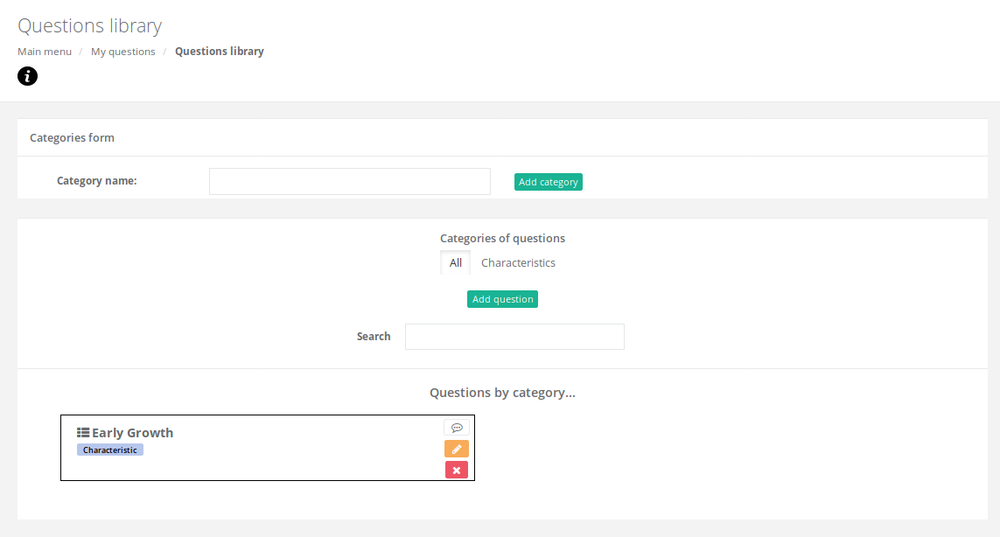 Questions library
Main menu / My questions / Questions library
i
Categories form
Category name:
Add category
Categories of questions
All Characteristics
Add question
Search
Questions by category...
Early Growth
Characteristic